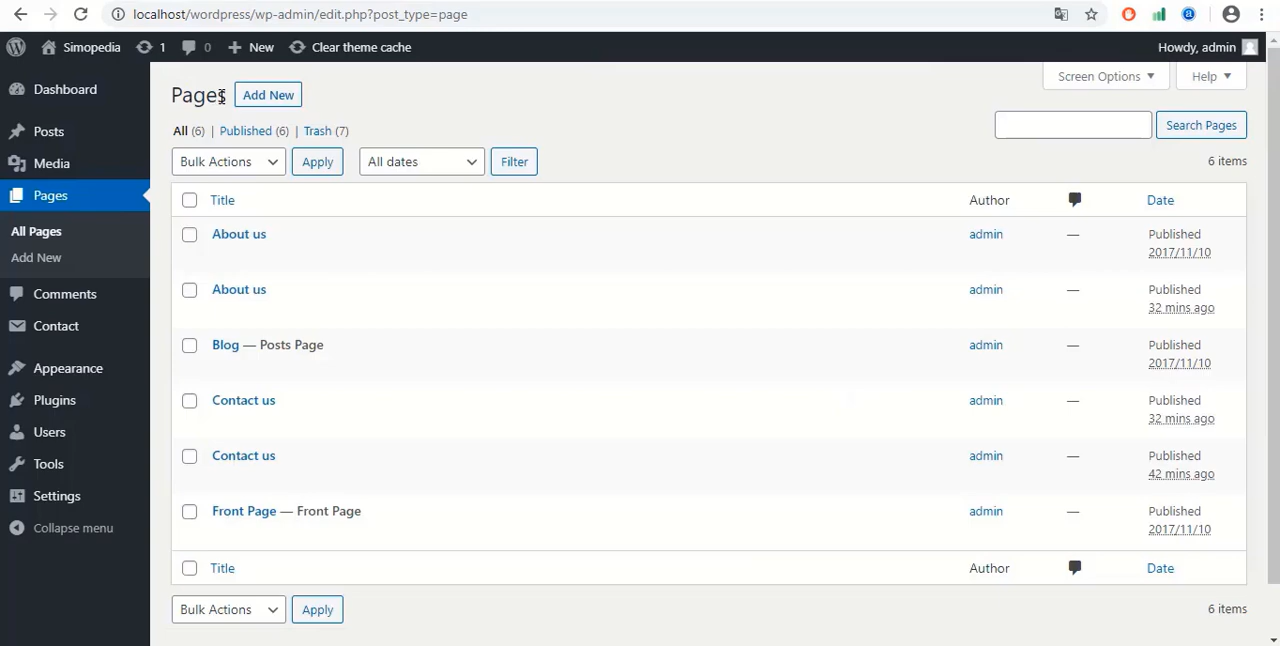 localhost/wordpress/wp-admin/edit.php?post_type=page
Simopedia 1 0 New Clear theme cache Howdy, admin
Screen Options Help
Dashboard
Posts
Media
Pages
All Pages
Add New
Comments
Contact
Appearance
Plugins
Users
Tools
Settings
Collapse menu
Pages Add New
All (6) | Published (6) | Trash (7)
Search Pages
Bulk Actions Apply All dates Filter 6 items
Title Author Date
About us admin — Published
2017/11/10
About us admin — Published
32 mins ago
Blog — Posts Page admin — Published
2017/11/10
Contact us admin — Published
32 mins ago
Contact us admin — Published
42 mins ago
Front Page — Front Page admin — Published
2017/11/10
Title Author Date
Bulk Actions Apply 6 items